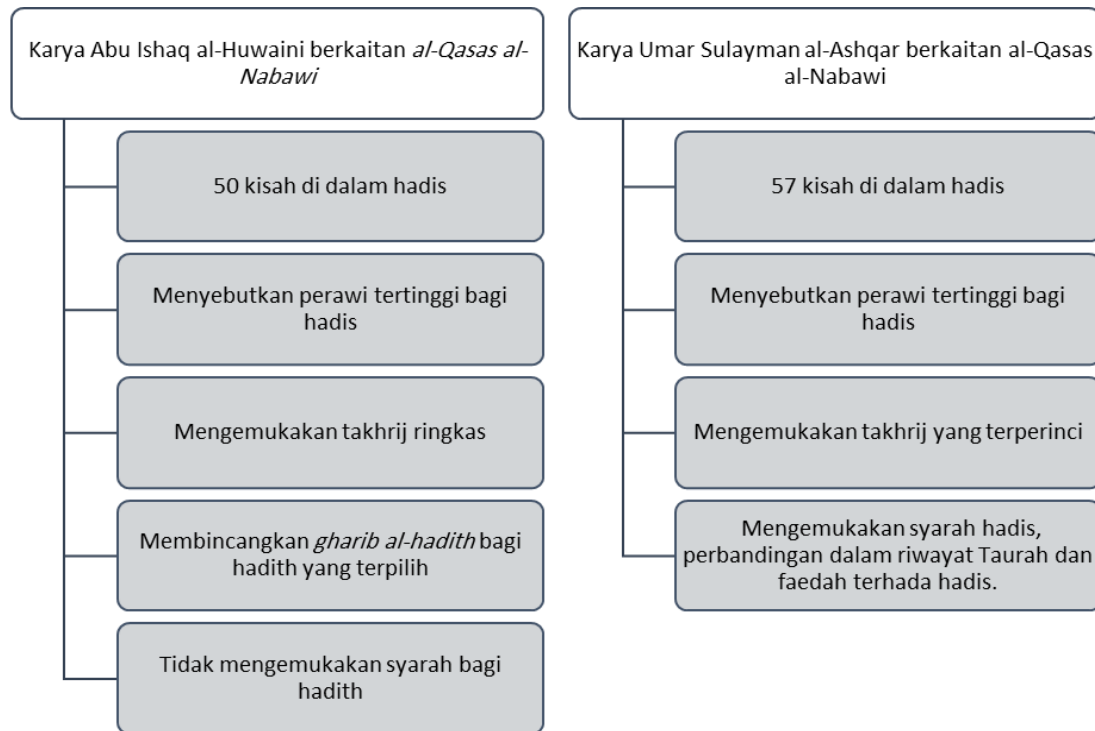 Karya Abu Ishaq al-Huwaini berkaitan al-Qasas al-
Nabawi
50 kisah di dalam hadis
Menyebutkan perawi tertinggi bagi
hadis
Mengemukakan takhrij ringkas
Membincangkan gharib al-hadith bagi
hadith yang terpilih
Tidak mengemukakan syarah bagi
hadith
Karya Umar Sulayman al-Ashqar berkaitan al-Qasas
al-Nabawi
57 kisah di dalam hadis
Menyebutkan perawi tertinggi bagi
hadis
Mengemukakan takhrij yang terperinci
Mengemukakan syarah hadis,
perbandingan dalam riwayat Taurah dan
faedah terhada hadis.